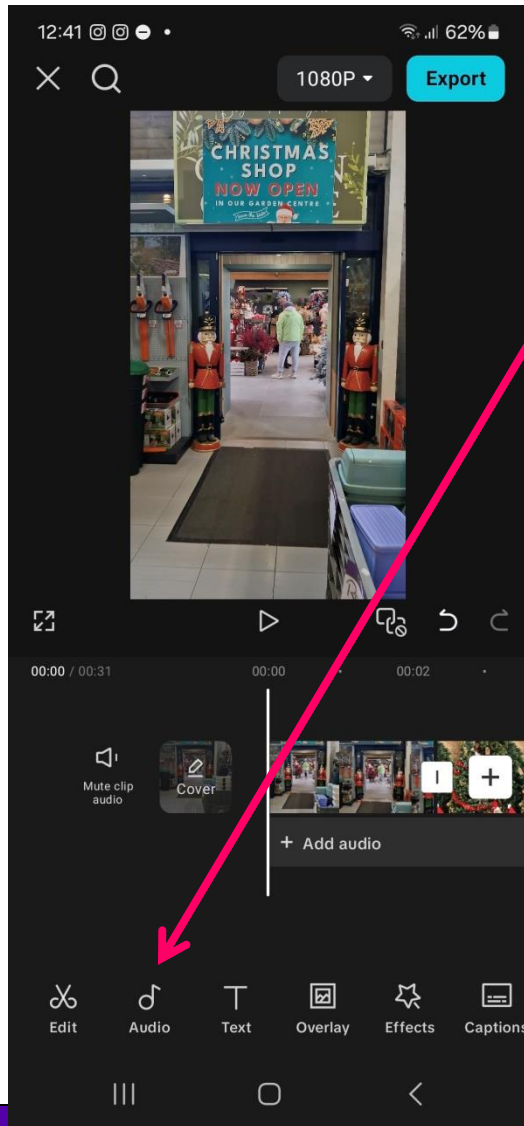 12:41
62%
1080P
Export
CHRISTMAS
SHOP
NOW OPEN
IN OUR GARDEN CENTRE
00:00 / 00:31
00:00
00:02
Mute clip
audio
Cover
+ Add audio
Edit
Audio
Text
Overlay
Effects
Captions